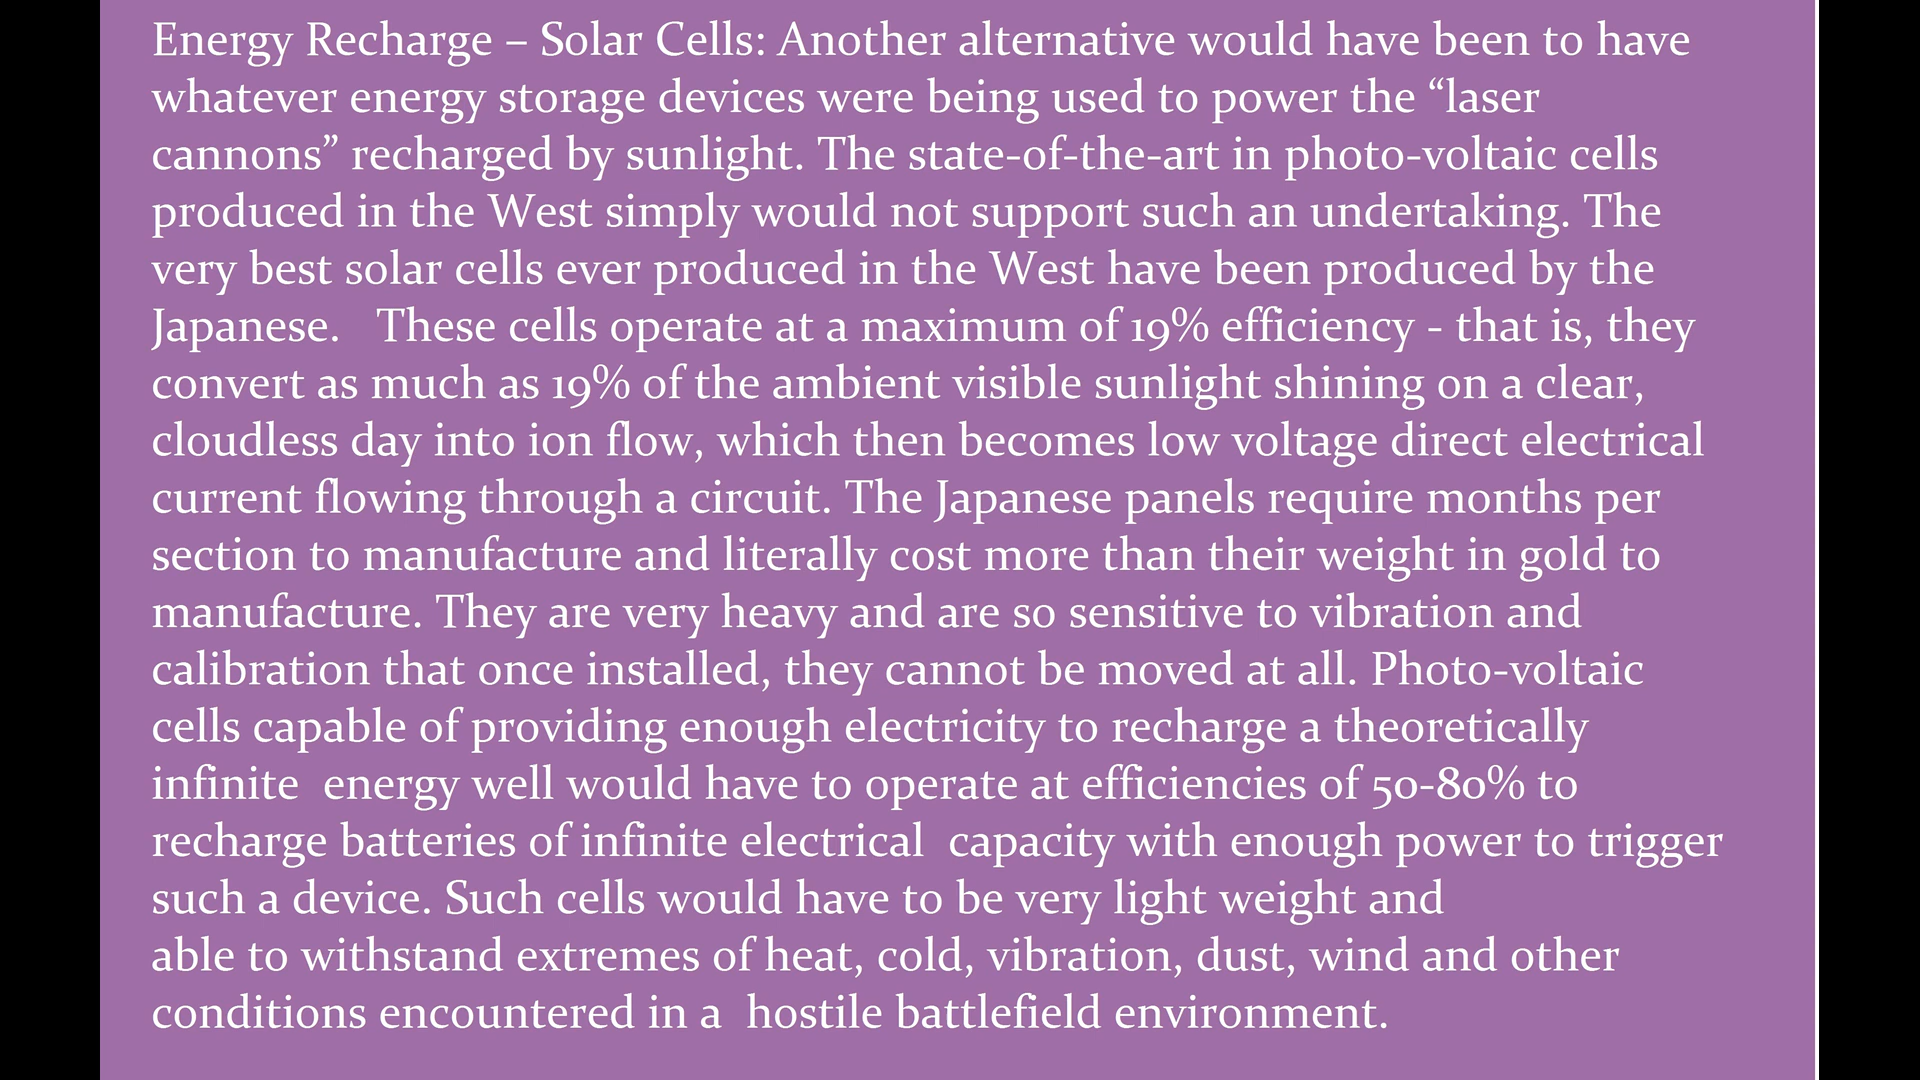 Energy Recharge – Solar Cells: Another alternative would have been to have
whatever energy storage devices were being used to power the “laser
cannons” recharged by sunlight. The state-of-the-art in photo-voltaic cells
produced in the West simply would not support such an undertaking. The
very best solar cells ever produced in the West have been produced by the
Japanese.   These cells operate at a maximum of 19% efficiency - that is, they
convert as much as 19% of the ambient visible sunlight shining on a clear,
cloudless day into ion flow, which then becomes low voltage direct electrical
current flowing through a circuit. The Japanese panels require months per
section to manufacture and literally cost more than their weight in gold to
manufacture. They are very heavy and are so sensitive to vibration and
calibration that once installed, they cannot be moved at all. Photo-voltaic
cells capable of providing enough electricity to recharge a theoretically
infinite  energy well would have to operate at efficiencies of 50-80% to
recharge batteries of infinite electrical  capacity with enough power to trigger
such a device. Such cells would have to be very light weight and
able to withstand extremes of heat, cold, vibration, dust, wind and other
conditions encountered in a  hostile battlefield environment.